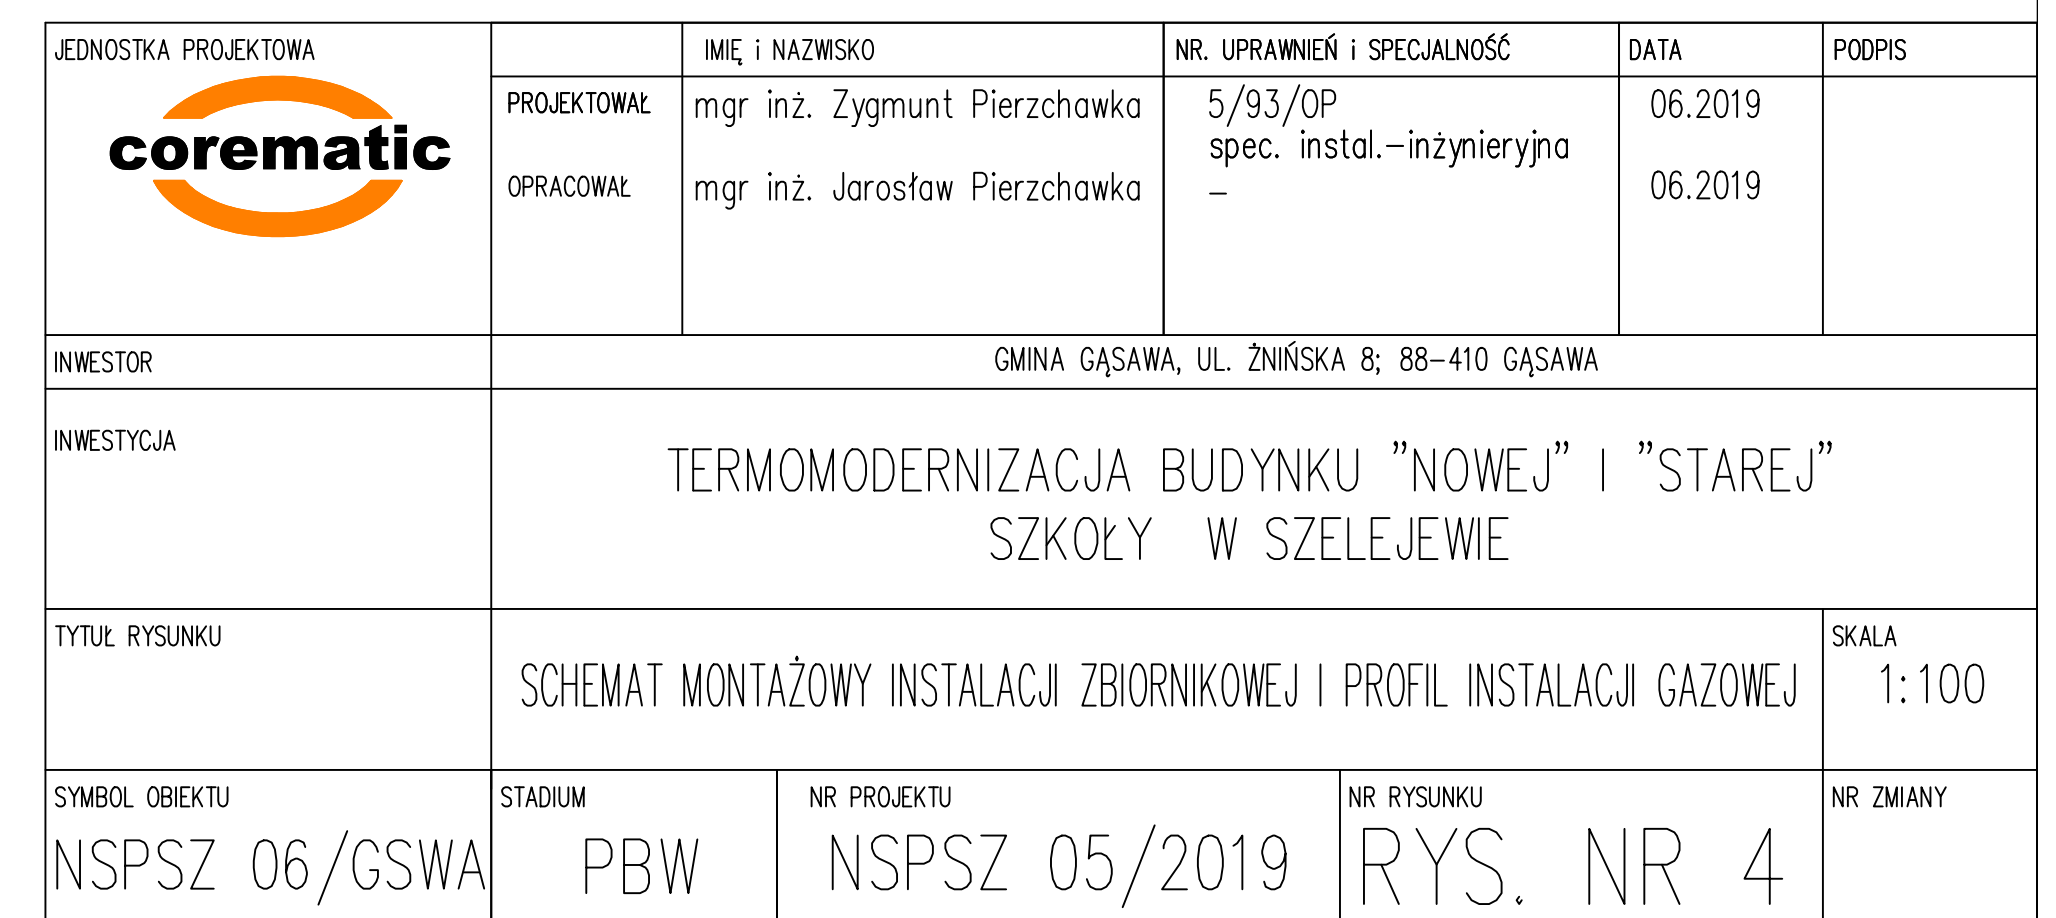 JEDNOSTKA PROJEKTOWA
corematic
IMIĘ i NAZWISKO
NR. UPRAWNIEŃ i SPECJALNOŚĆ
DATA
PODPIS
PROJEKTOWAŁ
mgr inż. Zygmunt Pierzchawka
5/93/OP
spec. instal.-inżynieryjna
06.2019
OPRACOWAŁ
mgr inż. Jarosław Pierzchawka
–
06.2019
INWESTOR
GMINA GĄSAWA, UL. ŻNIŃSKA 8; 88-410 GĄSAWA
INWESTYCJA
TERMOMODERNIZACJA BUDYNKU "NOWEJ" I "STAREJ"
SZKOŁY W SZELEJEWIE
TYTUŁ RYSUNKU
SCHEMAT MONTAŻOWY INSTALACJI ZBIORNIKOWEJ I PROFIL INSTALACJI GAZOWEJ
SKALA
1:100
SYMBOL OBIEKTU
NSPSZ 06/GSWA
STADIUM
PBW
NR PROJEKTU
NSPSZ 05/2019
NR RYSUNKU
RYS. NR 4
NR ZMIANY